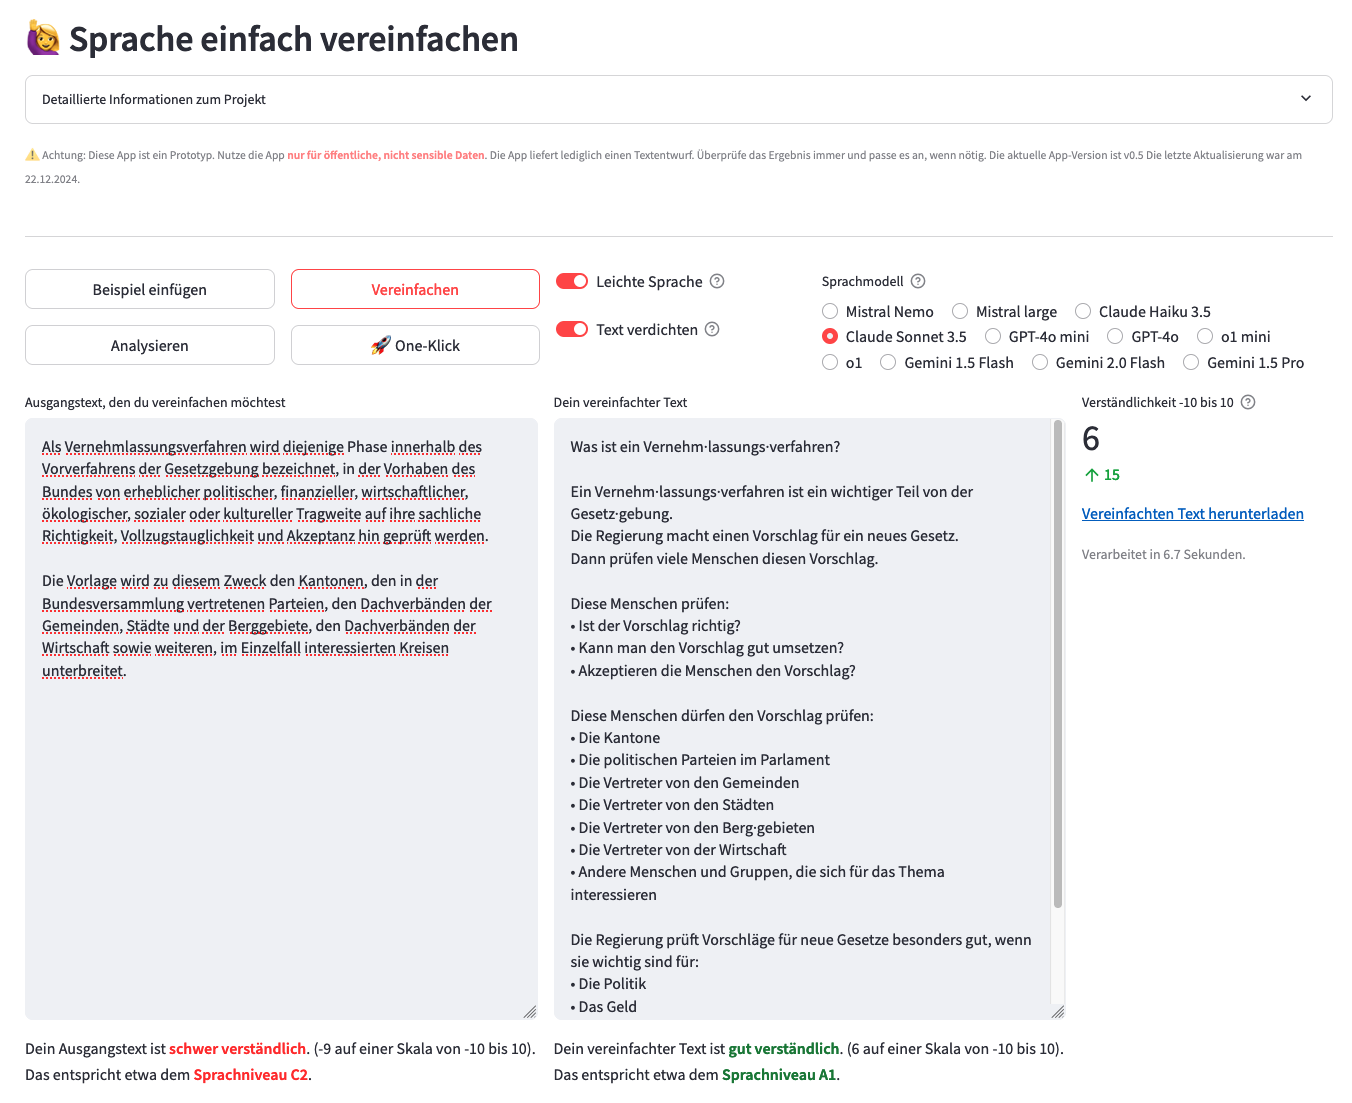 Sprache einfach vereinfachen
Detaillierte Informationen zum Projekt
Achtung: Diese App ist ein Prototyp. Nutze die App nur für öffentliche, nicht sensible Daten. Die App liefert lediglich einen Textentwurf. Überprüfe das Ergebnis immer und passe es an, wenn nötig. Die aktuelle App-Version ist v0.5 Die letzte Aktualisierung war am
22.12.2024.
Beispiel einfügen
Vereinfachen
Analysieren
🚀 One-Klick
Leichte Sprache
Text verdichten
Sprachmodell
Mistral Nemo Mistral large Claude Haiku 3.5
Claude Sonnet 3.5 GPT-4o mini GPT-4o o1 mini
o1 Gemini 1.5 Flash Gemini 2.0 Flash Gemini 1.5 Pro
Ausgangstext, den du vereinfachen möchtest
Als Vernehmlassungsverfahren wird diejenige Phase innerhalb des
Vorverfahrens der Gesetzgebung bezeichnet, in der Vorhaben des
Bundes von erheblicher politischer, finanzieller, wirtschaftlicher,
ökologischer, sozialer oder kultureller Tragweite auf ihre sachliche
Richtigkeit, Vollzugstauglichkeit und Akzeptanz hin geprüft werden.
Die Vorlage wird zu diesem Zweck den Kantonen, den in der
Bundesversammlung vertretenen Parteien, den Dachverbänden der
Gemeinden, Städte und der Berggebiete, den Dachverbänden der
Wirtschaft sowie weiteren, im Einzelfall interessierten Kreisen
unterbreitet.
Dein vereinfachter Text
Was ist ein Vernehm·lassungs·verfahren?
Ein Vernehm·lassungs·verfahren ist ein wichtiger Teil von der
Gesetz·gebung.
Die Regierung macht einen Vorschlag für ein neues Gesetz.
Dann prüfen viele Menschen diesen Vorschlag.
Diese Menschen prüfen:
• Ist der Vorschlag richtig?
• Kann man den Vorschlag gut umsetzen?
• Akzeptieren die Menschen den Vorschlag?
Diese Menschen dürfen den Vorschlag prüfen:
• Die Kantone
• Die politischen Parteien im Parlament
• Die Vertreter von den Gemeinden
• Die Vertreter von den Städten
• Die Vertreter von den Berg·gebieten
• Die Vertreter von der Wirtschaft
• Andere Menschen und Gruppen, die sich für das Thema
interessieren
Die Regierung prüft Vorschläge für neue Gesetze besonders gut, wenn
sie wichtig sind für:
• Die Politik
• Das Geld
Verständlichkeit -10 bis 10
6
↑ 15
Vereinfachten Text herunterladen
Verarbeitet in 6.7 Sekunden.
Dein Ausgangstext ist schwer verständlich. (-9 auf einer Skala von -10 bis 10).
Das entspricht etwa dem Sprachniveau C2.
Dein vereinfachter Text ist gut verständlich. (6 auf einer Skala von -10 bis 10).
Das entspricht etwa dem Sprachniveau A1.